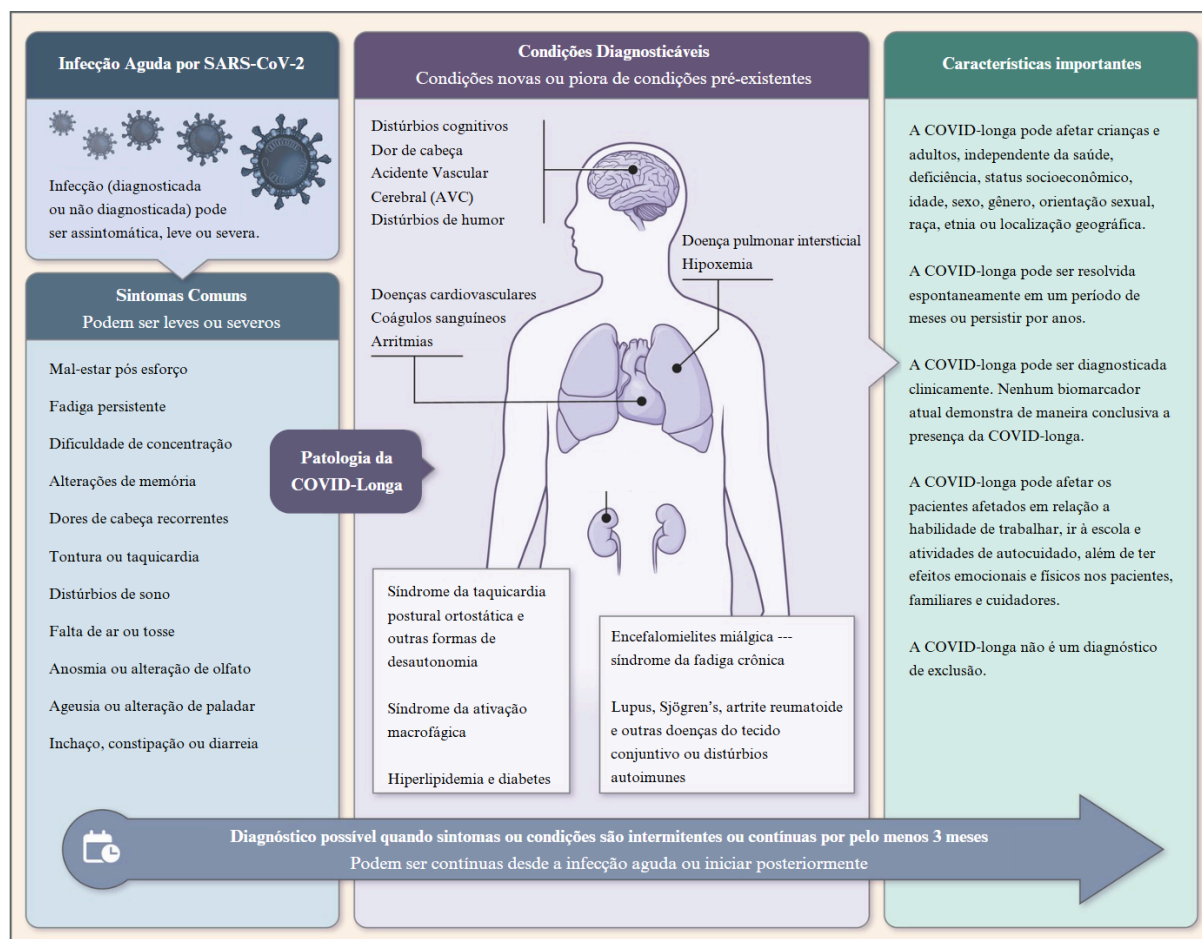 Infecção Aguda por SARS-CoV-2
Infecção (diagnosticada
ou não diagnosticada) pode
ser assintomática, leve ou severa.
Sintomas Comuns
Podem ser leves ou severos
Mal-estar pós esforço
Fadiga persistente
Dificuldade de concentração
Alterações de memória
Dores de cabeça recorrentes
Tontura ou taquicardia
Distúrbios de sono
Falta de ar ou tosse
Anosmia ou alteração de olfato
Ageusia ou alteração de paladar
Inchaço, constipação ou diarreia
Patologia da
COVID-Longa
Condições Diagnosticáveis
Condições novas ou piora de condições pré-existentes
Distúrbios cognitivos
Dor de cabeça
Acidente Vascular
Cerebral (AVC)
Distúrbios de humor
Doença pulmonar intersticial
Hipoxemia
Doenças cardiovasculares
Coágulos sanguíneos
Arritmias
Síndrome da taquicardia
postural ortostática e
outras formas de
desautonomia
Síndrome da ativação
macrofágica
Hiperlipidemia e diabetes
Encefalomielites miálgica ---
síndrome da fadiga crônica
Lupus, Sjögren’s, artrite reumatoide
e outras doenças do tecido
conjuntivo ou distúrbios
autoimunes
Características importantes
A COVID-longa pode afetar crianças e
adultos, independente da saúde,
deficiência, status socioeconômico,
idade, sexo, gênero, orientação sexual,
raça, etnia ou localização geográfica.
A COVID-longa pode ser resolvida
espontaneamente em um período de
meses ou persistir por anos.
A COVID-longa pode ser diagnosticada
clinicamente. Nenhum biomarcador
atual demonstra de maneira conclusiva a
presença da COVID-longa.
A COVID-longa pode afetar os
pacientes afetados em relação a
habilidade de trabalhar, ir à escola e
atividades de autocuidado, além de ter
efeitos emocionais e físicos nos pacientes,
familiares e cuidadores.
A COVID-longa não é um diagnóstico
de exclusão.
Diagnóstico possível quando sintomas ou condições são intermitentes ou contínuas por pelo menos 3 meses
Podem ser contínuas desde a infecção aguda ou iniciar posteriormente